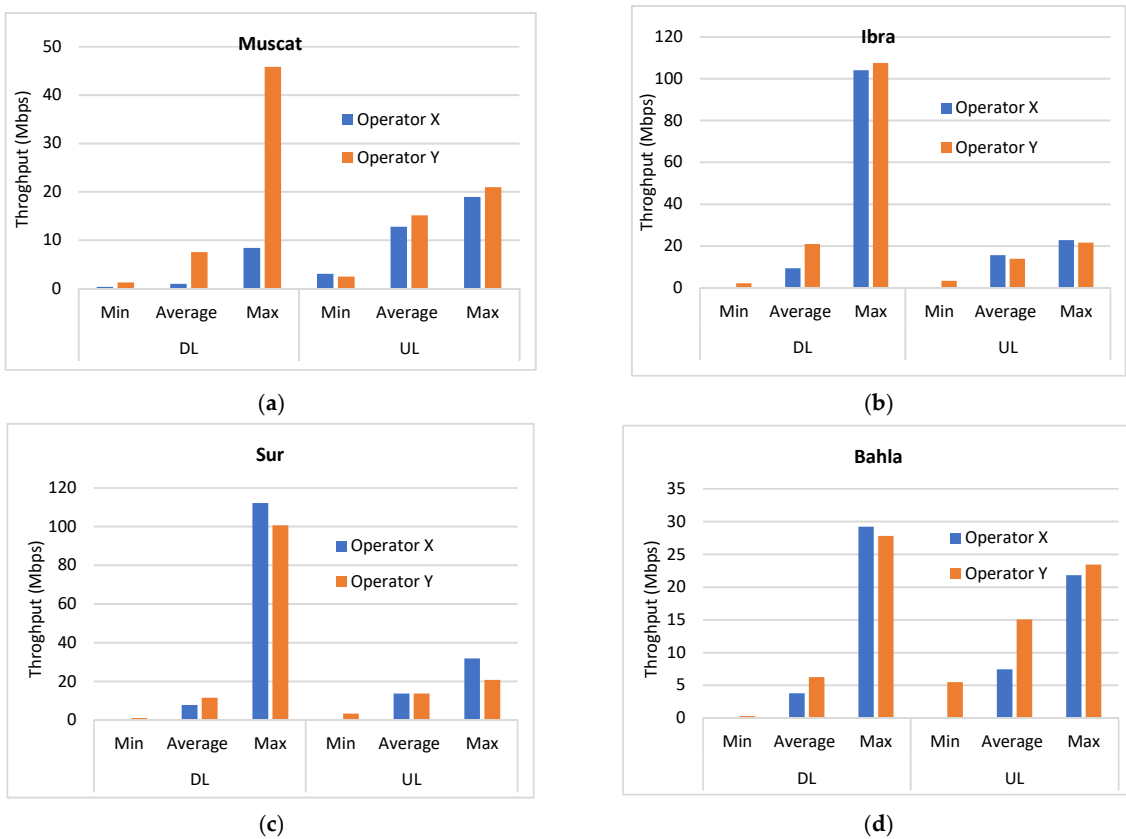 Muscat
50
40
30
20
10
0
Throghput (Mbps)
Operator X
Operator Y
Min Average Max Min Average Max
DL UL
(a)
Ibra
120
100
80
60
40
20
0
Throghput (Mbps)
Operator X
Operator Y
Min Average Max Min Average Max
DL UL
(b)
Sur
120
100
80
60
40
20
0
Throghput (Mbps)
Operator X
Operator Y
Min Average Max Min Average Max
DL UL
(c)
Bahla
35
30
25
20
15
10
5
0
Throghput (Mbps)
Operator X
Operator Y
Min Average Max Min Average Max
DL UL
(d)